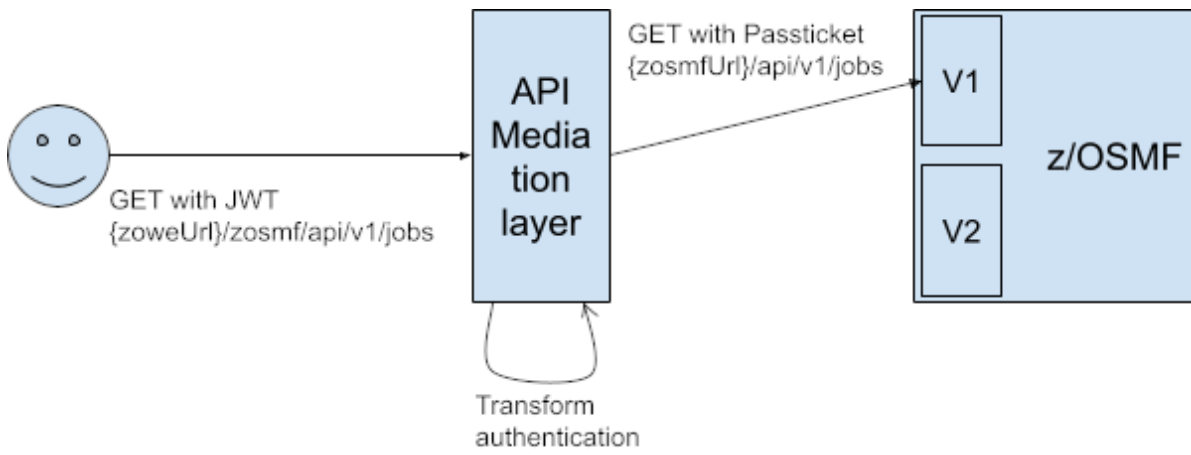 GET with Passticket
{zosmfUrl}/api/v1/jobs
API
Media
tion
layer
V1
z/OSMF
V2
GET with JWT
{zoweUrl}/zosmf/api/v1/jobs
Transform
authentication